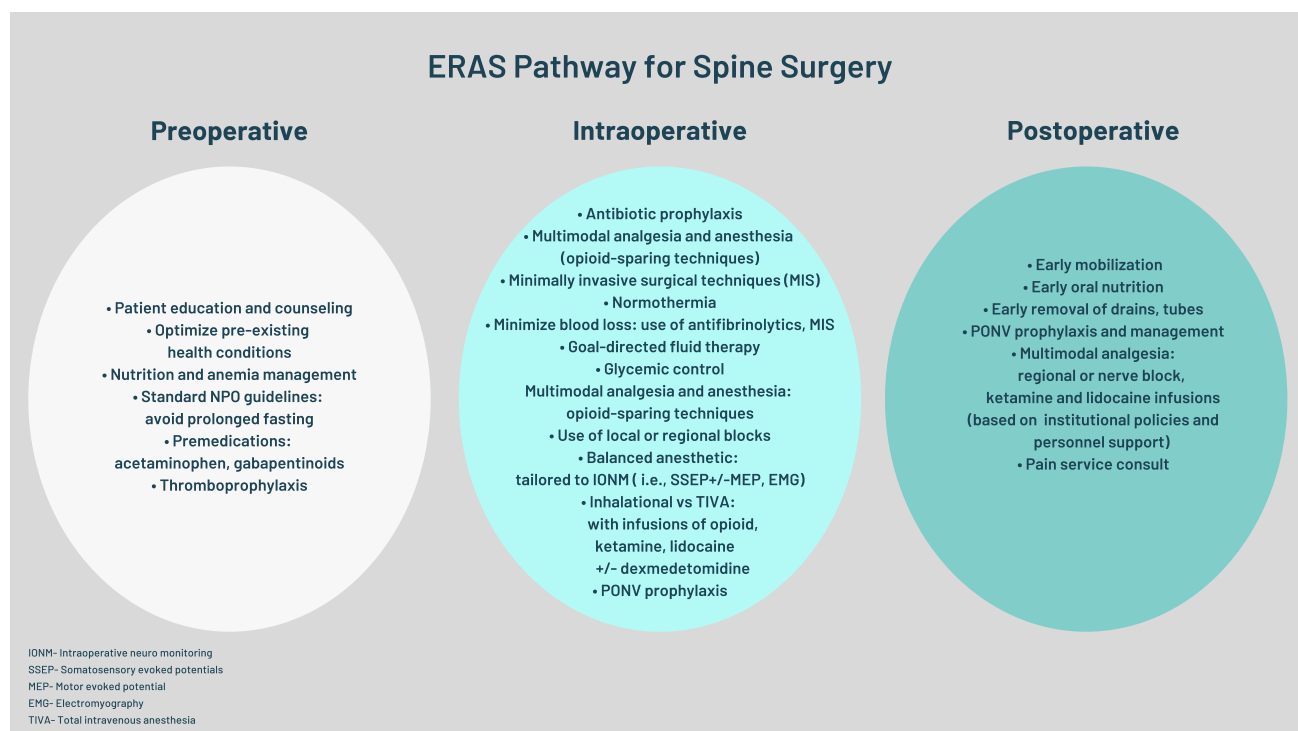 ERAS Pathway for Spine Surgery
Preoperative
• Patient education and counseling
• Optimize pre-existing
health conditions
• Nutrition and anemia management
• Standard NPO guidelines:
avoid prolonged fasting
• Premedications:
acetaminophen, gabapentinoids
• Thromboprophylaxis
Intraoperative
• Antibiotic prophylaxis
• Multimodal analgesia and anesthesia
(opioid-sparing techniques)
• Minimally invasive surgical techniques (MIS)
• Normothermia
• Minimize blood loss: use of antifibrinolytics, MIS
• Goal-directed fluid therapy
• Glycemic control
Multimodal analgesia and anesthesia:
opioid-sparing techniques
• Use of local or regional blocks
• Balanced anesthetic:
tailored to IONM ( i.e., SSEP+/-MEP, EMG)
• Inhalational vs TIVA:
with infusions of opioid,
ketamine, lidocaine
+/- dexmedetomidine
• PONV prophylaxis
Postoperative
• Early mobilization
• Early oral nutrition
• Early removal of drains, tubes
• PONV prophylaxis and management
• Multimodal analgesia:
regional or nerve block,
ketamine and lidocaine infusions
(based on institutional policies and
personnel support)
• Pain service consult
IONM- Intraoperative neuro monitoring
SSEP- Somatosensory evoked potentials
MEP- Motor evoked potential
EMG- Electromyography
TIVA- Total intravenous anesthesia